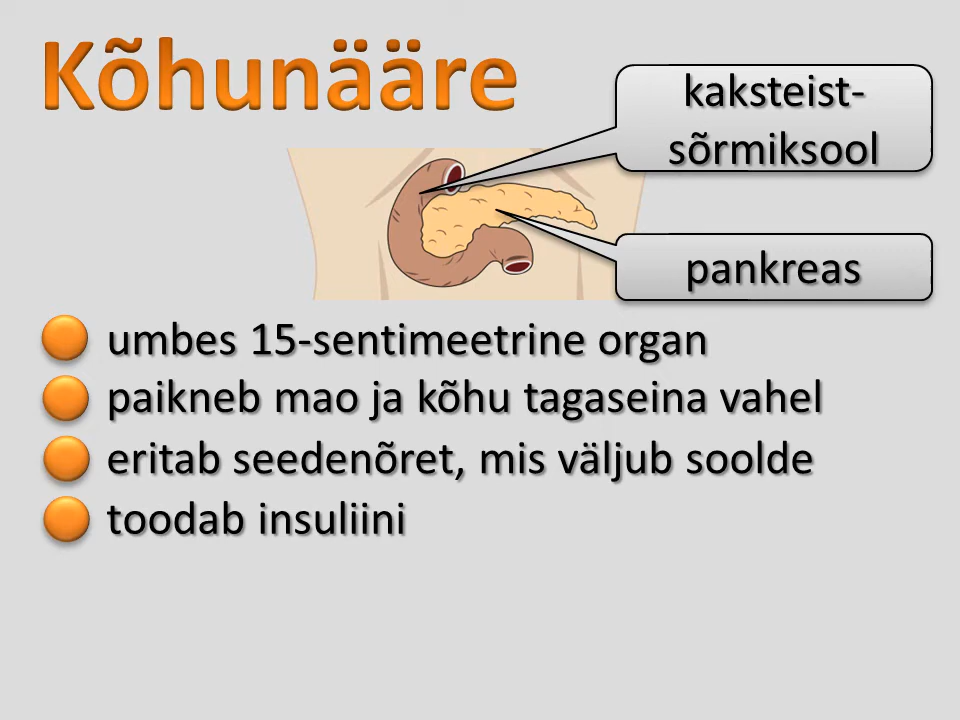 Kõhunääre
kaksteist-
sõrmiksool
pankreas
umbes 15-sentimeetrine organ
paikneb mao ja kõhu tagaseina vahel
eritab seedenõret, mis väljub soolde
toodab insuliini